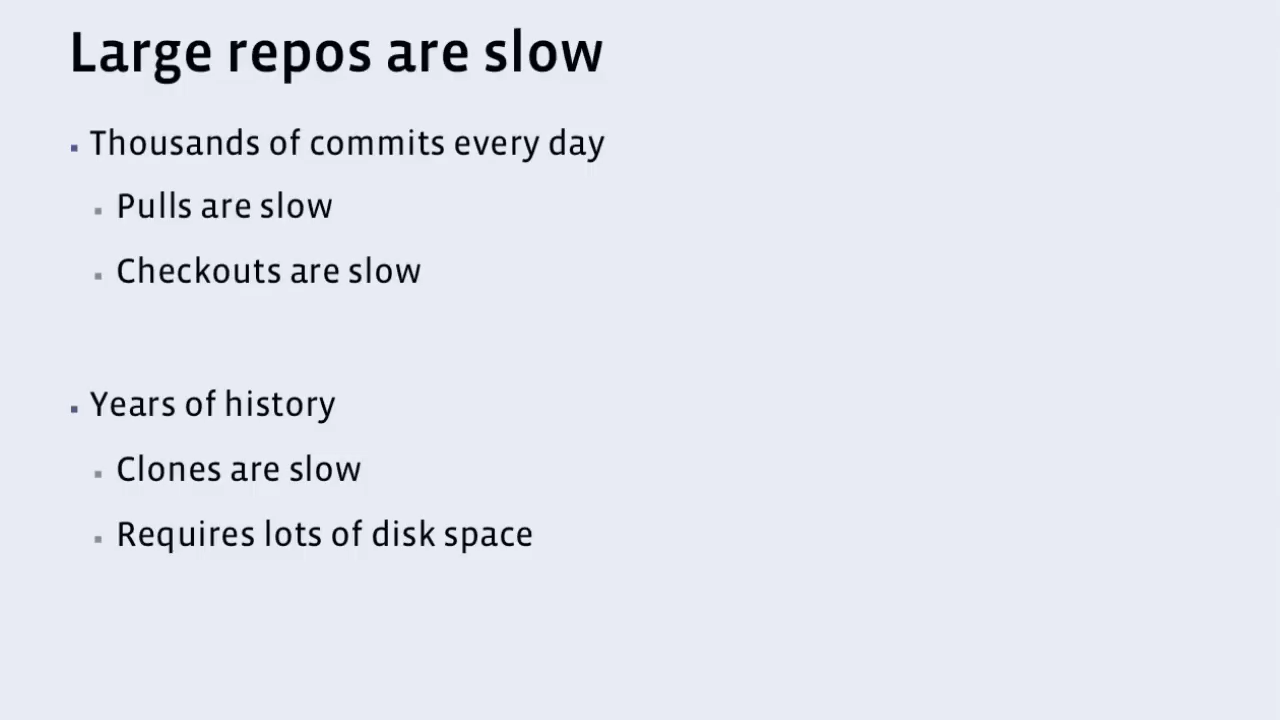 Large repos are slow
Thousands of commits every day
Pulls are slow
Checkouts are slow
Years of history
Clones are slow
Requires lots of disk space